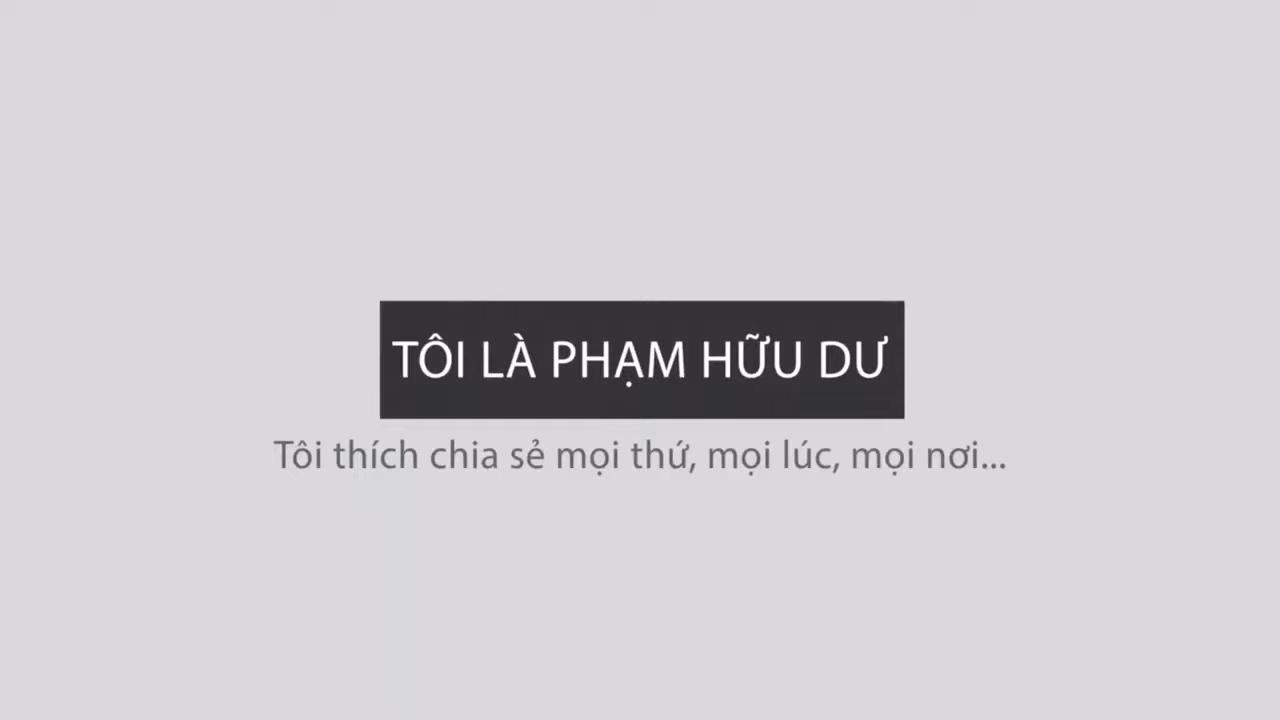 TÔI LÀ PHẠM HỮU DƯ
Tôi thích chia sẻ mọi thứ, mọi lúc, mọi nơi...